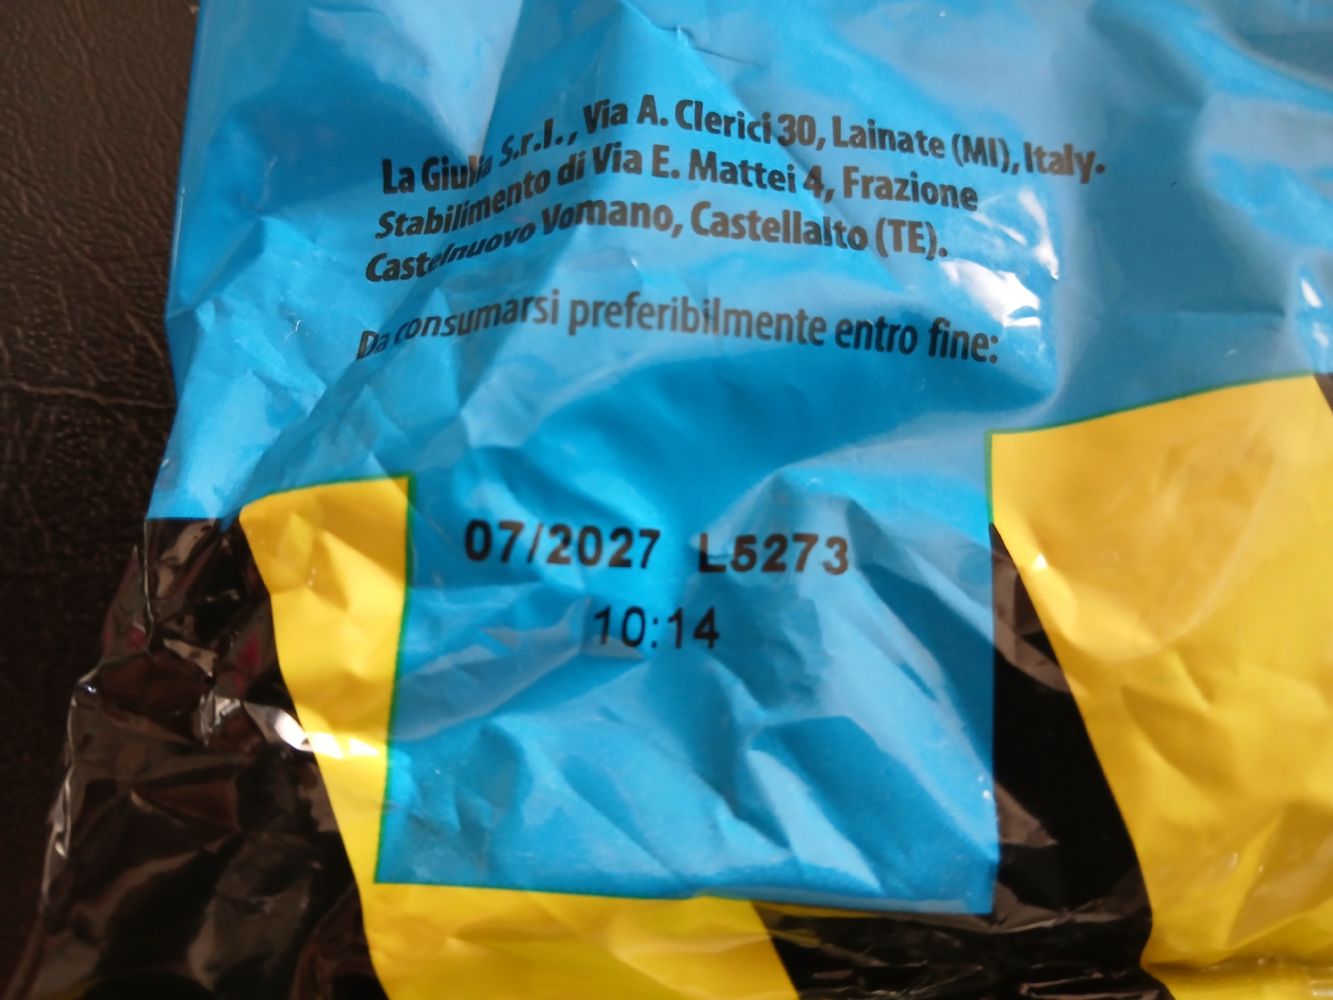 La Giulia S.r.l., Via A. Clerici 30, Lainate (MI), Italy.
Stabilimento di Via E. Mattei 4, Frazione
Castelnuovo Vomano, Castellalto (TE).
Da consumarsi preferibilmente entro fine:
07/2027 L5273
10:14